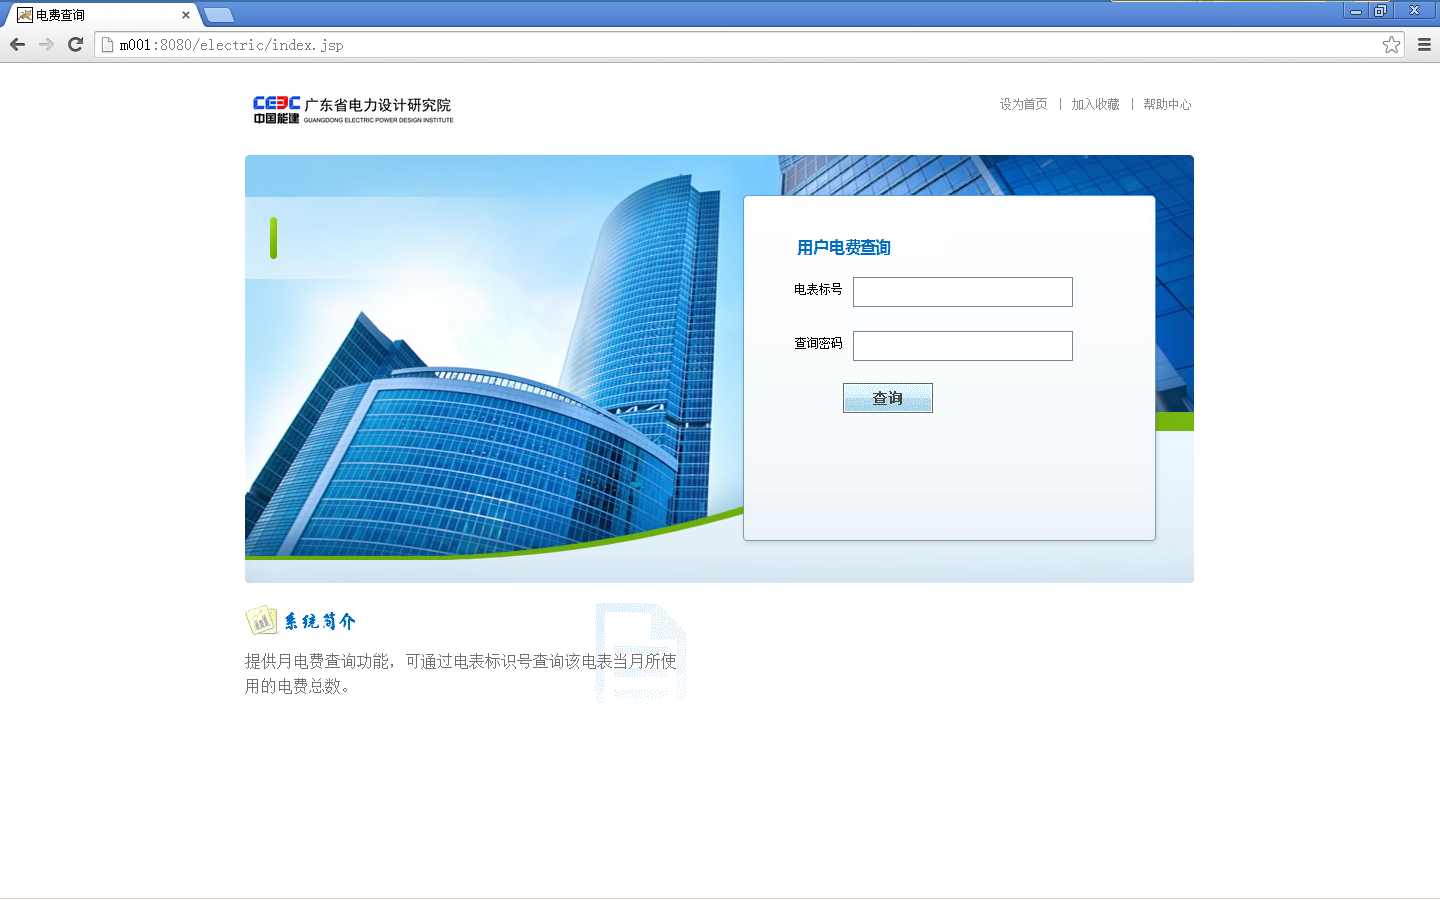 电费查询
m001:8080/electric/index.jsp
CEEC 广东省电力设计研究院
中国能建 GUANGDONG ELECTRIC POWER DESIGN INSTITUTE
设为首页 | 加入收藏 | 帮助中心
用户电费查询
电表标号
查询密码
查询
系统简介
提供月电费查询功能，可通过电表标识号查询该电表当月所使
用的电费总数。